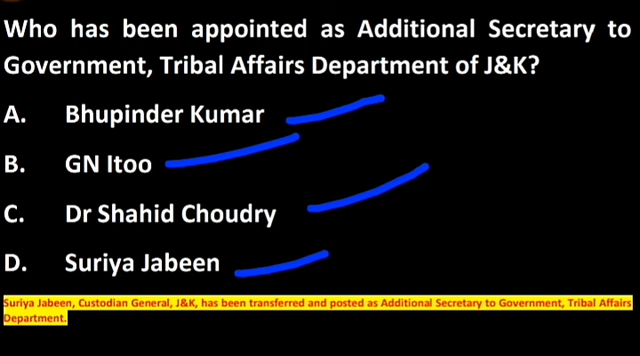 Who has been appointed as Additional Secretary to
Government, Tribal Affairs Department of J&K?
A. Bhupinder Kumar
B. GN Itoo
C. Dr Shahid Choudry
D. Suriya Jabeen
Suriya Jabeen, Custodian General, J&K, has been transferred and posted as Additional Secretary to Government, Tribal Affairs
Department.